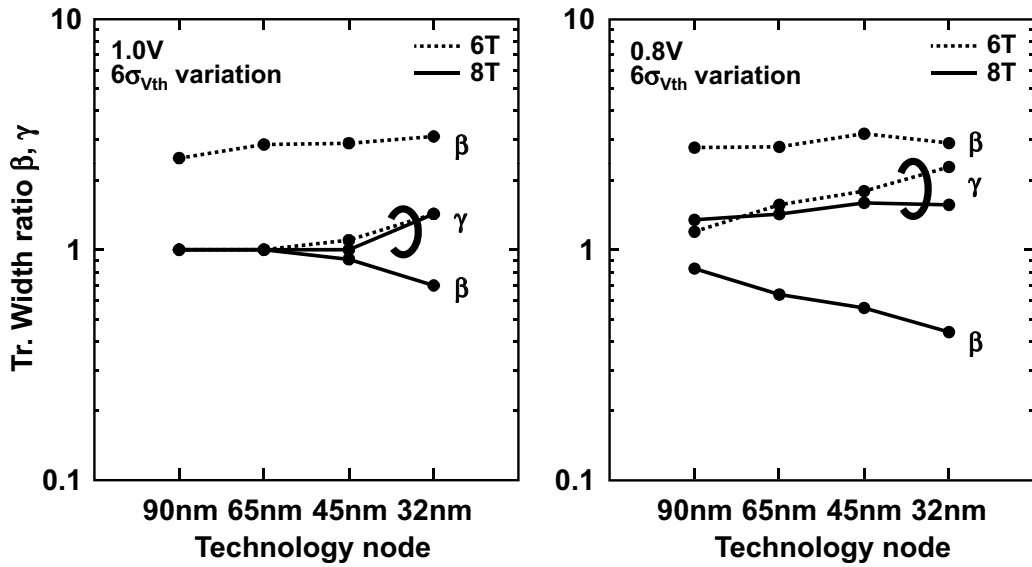 Tr. Width ratio β, γ
10
1
0.1
1.0V
6σVth variation
6T
8T
β
γ
β
90nm 65nm 45nm 32nm
Technology node
10
1
0.1
0.8V
6σVth variation
6T
8T
β
γ
β
90nm 65nm 45nm 32nm
Technology node